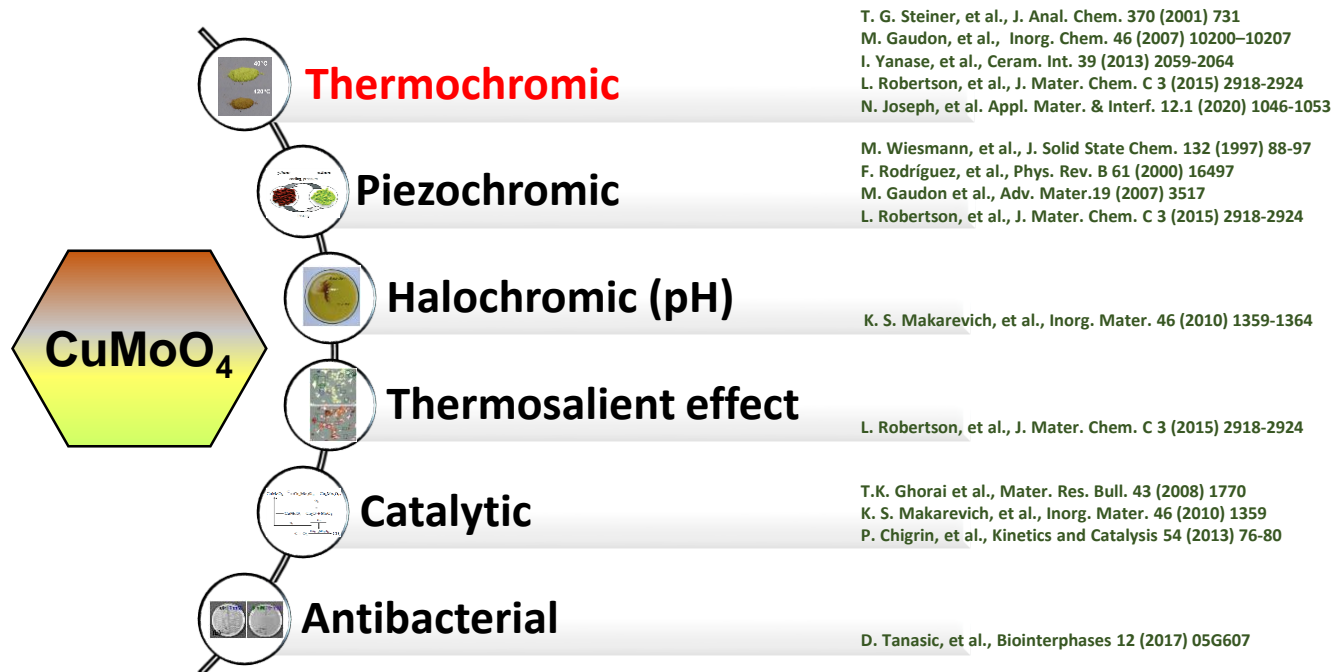 T. G. Steiner, et al., J. Anal. Chem. 370 (2001) 731
M. Gaudon, et al., Inorg. Chem. 46 (2007) 10200–10207
I. Yanase, et al., Ceram. Int. 39 (2013) 2059-2064
L. Robertson, et al., J. Mater. Chem. C 3 (2015) 2918-2924
N. Joseph, et al. Appl. Mater. & Interf. 12.1 (2020) 1046-1053
40°C
120°C
Thermochromic
M. Wiesmann, et al., J. Solid State Chem. 132 (1997) 88-97
F. Rodríguez, et al., Phys. Rev. B 61 (2000) 16497
M. Gaudon et al., Adv. Mater.19 (2007) 3517
L. Robertson, et al., J. Mater. Chem. C 3 (2015) 2918-2924
Piezochromic
Halochromic (pH)
K. S. Makarevich, et al., Inorg. Mater. 46 (2010) 1359-1364
CuMoO₄
Thermosalient effect
L. Robertson, et al., J. Mater. Chem. C 3 (2015) 2918-2924
Catalytic
T.K. Ghorai et al., Mater. Res. Bull. 43 (2008) 1770
K. S. Makarevich, et al., Inorg. Mater. 46 (2010) 1359
P. Chigrin, et al., Kinetics and Catalysis 54 (2013) 76-80
Antibacterial
D. Tanasic, et al., Biointerphases 12 (2017) 05G607